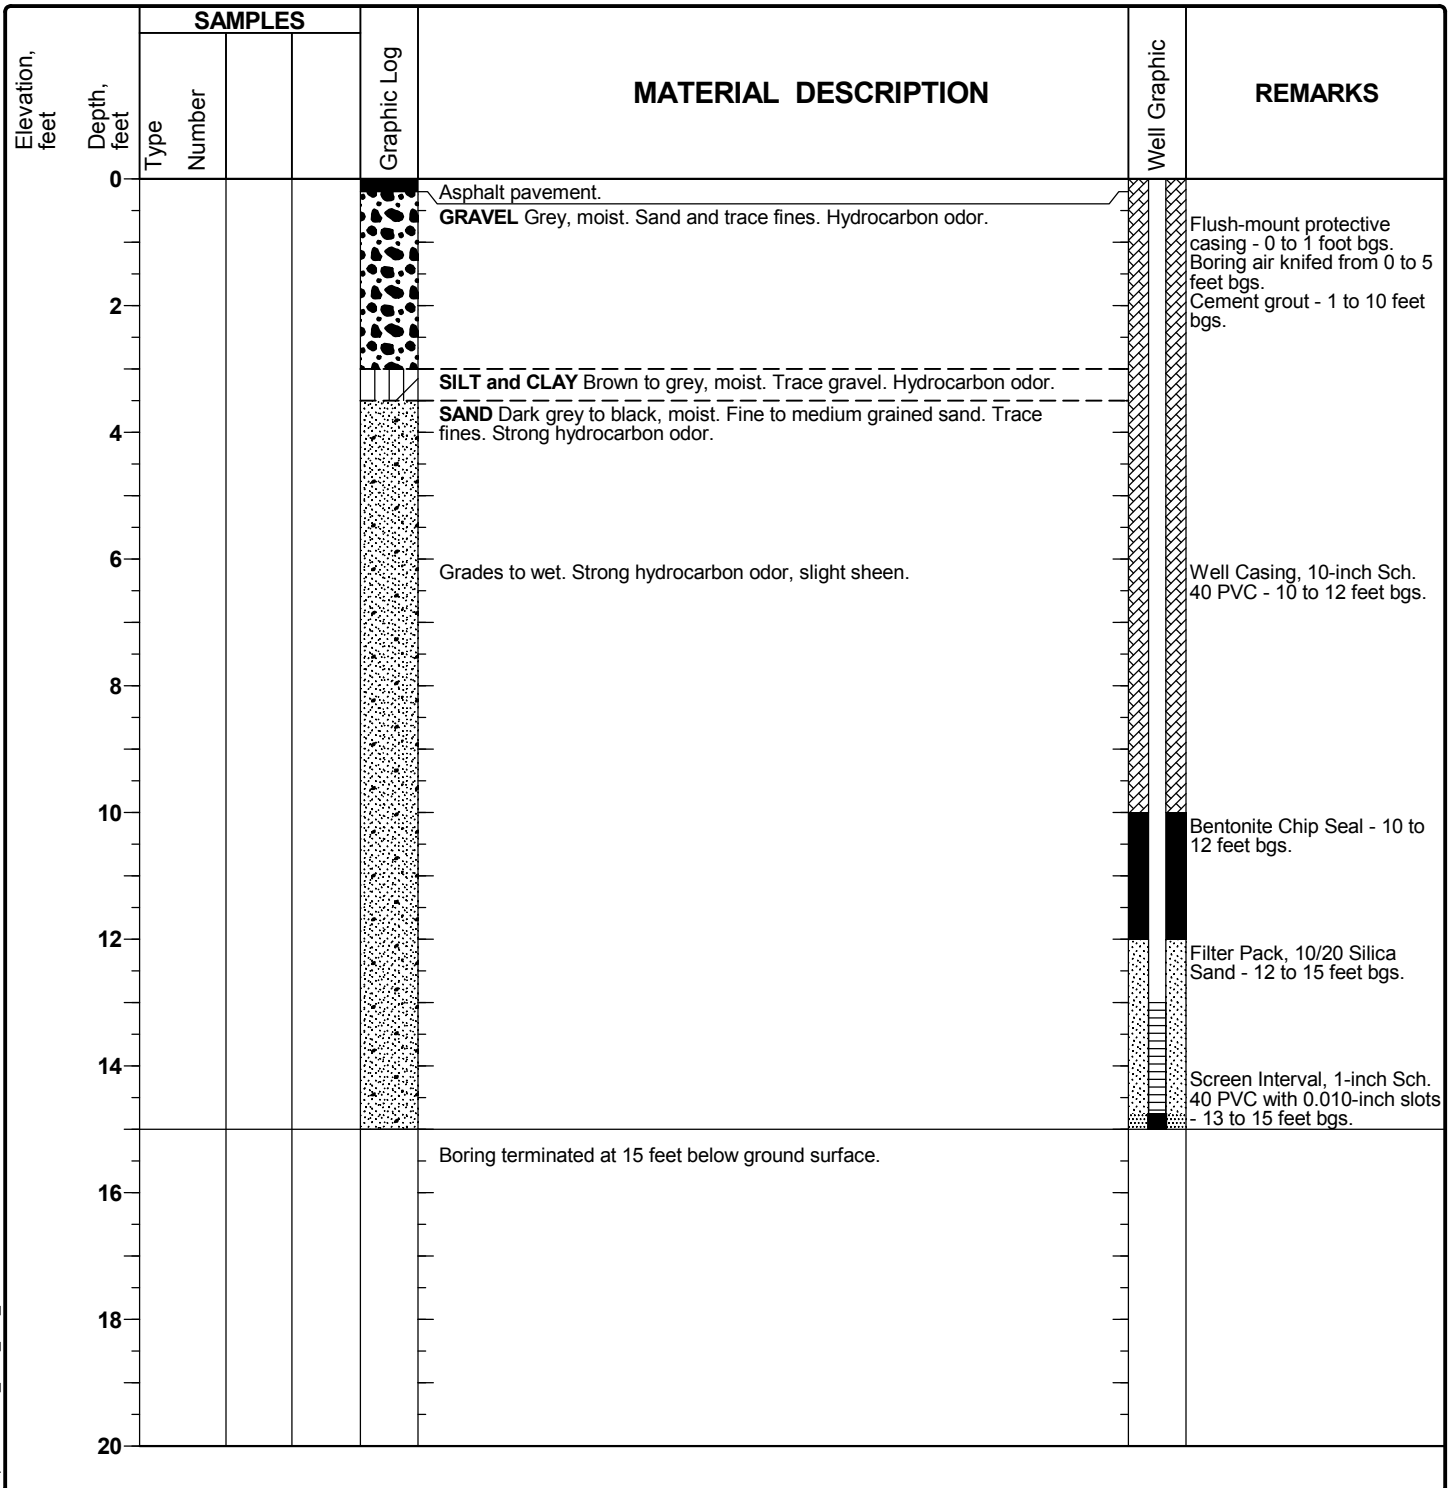 SAMPLES
Elevation,
feet
Depth,
feet
Type
Number
Graphic Log
MATERIAL DESCRIPTION
Well Graphic
REMARKS
0
Asphalt pavement.
GRAVEL Grey, moist. Sand and trace fines. Hydrocarbon odor.
Flush-mount protective
casing - 0 to 1 foot bgs.
Boring air knifed from 0 to 5
feet bgs.
Cement grout - 1 to 10 feet
bgs.
2
SILT and CLAY Brown to grey, moist. Trace gravel. Hydrocarbon odor.
SAND Dark grey to black, moist. Fine to medium grained sand. Trace
fines. Strong hydrocarbon odor.
4
6
Grades to wet. Strong hydrocarbon odor, slight sheen.
Well Casing, 10-inch Sch.
40 PVC - 10 to 12 feet bgs.
8
10
Bentonite Chip Seal - 10 to
12 feet bgs.
12
Filter Pack, 10/20 Silica
Sand - 12 to 15 feet bgs.
14
Screen Interval, 1-inch Sch.
40 PVC with 0.010-inch slots
- 13 to 15 feet bgs.
Boring terminated at 15 feet below ground surface.
16
18
20